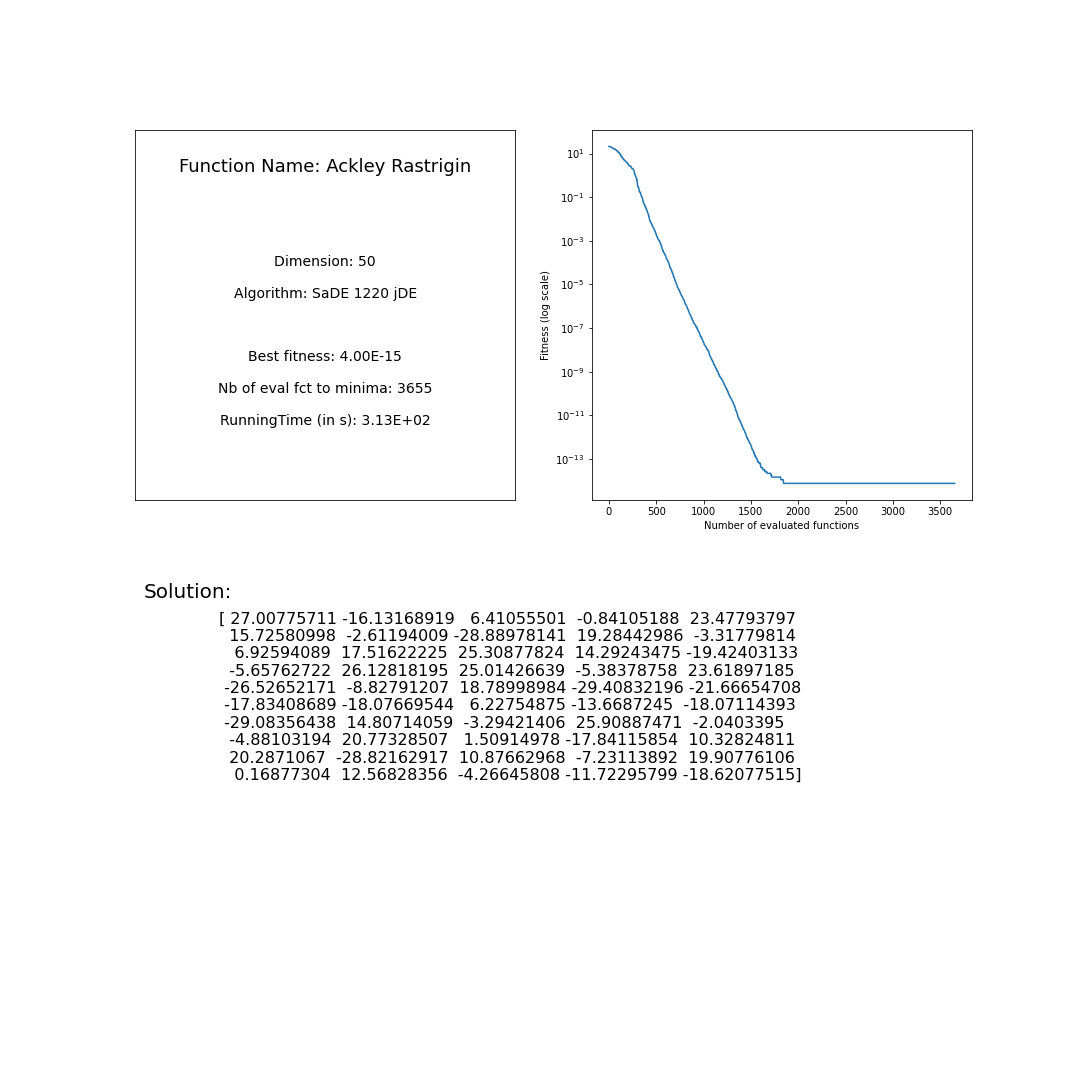 Function Name: Ackley Rastrigin
Dimension: 50
Algorithm: SaDE 1220 jDE
Best fitness: 4.00E-15
Nb of eval fct to minima: 3655
RunningTime (in s): 3.13E+02
Fitness (log scale)
10^1
10^-1
10^-3
10^-5
10^-7
10^-9
10^-11
10^-13
0 500 1000 1500 2000 2500 3000 3500
Number of evaluated functions
Solution:
[ 27.00775711 -16.13168919 6.41055501 -0.84105188 23.47793797
15.72580998 -2.61194009 -28.88978141 19.28442986 -3.31779814
6.92594089 17.51622225 25.30877824 14.29243475 -19.42403133
-5.65762722 26.12818195 25.01426639 -5.38378758 23.61897185
-26.52652171 -8.82791207 18.78998984 -29.40832196 -21.66654708
-17.83408689 -18.07669544 6.22754875 -13.6687245 -18.07114393
-29.08356438 14.80714059 -3.29421406 25.90887471 -2.0403395
-4.88103194 20.77328507 1.50914978 -17.84115854 10.32824811
20.2871067 -28.82162917 10.87662968 -7.23113892 19.90776106
0.16877304 12.56828356 -4.26645808 -11.72295799 -18.62077515]